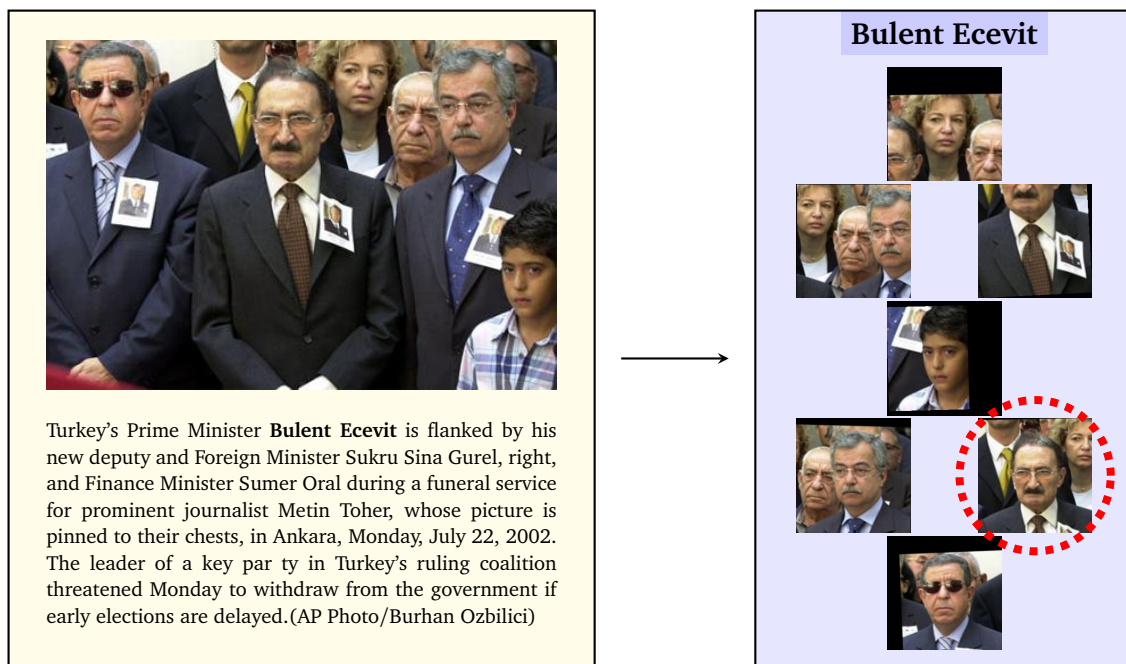 Bulent Ecevit
Turkey's Prime Minister Bulent Ecevit is flanked by his
new deputy and Foreign Minister Sukru Sina Gurel, right,
and Finance Minister Sumer Oral during a funeral service
for prominent journalist Metin Toher, whose picture is
pinned to their chests, in Ankara, Monday, July 22, 2002.
The leader of a key par ty in Turkey's ruling coalition
threatened Monday to withdraw from the government if
early elections are delayed.(AP Photo/Burhan Ozbilici)